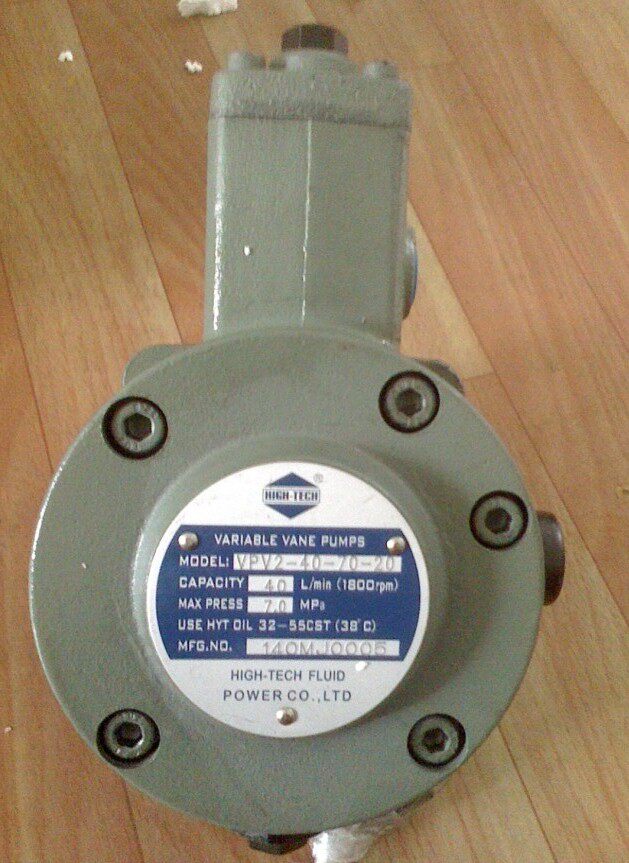 HIGH-TECH ®
VARIABLE VANE PUMPS
MODEL: VPV2-40-70-20
CAPACITY 40 L/min (1800rpm)
MAX PRESS 7.0 MPa
USE HYT OIL 32-55CST (38°C)
MFG.NO. 140MJ0005
HIGH-TECH FLUID
POWER CO.,LTD